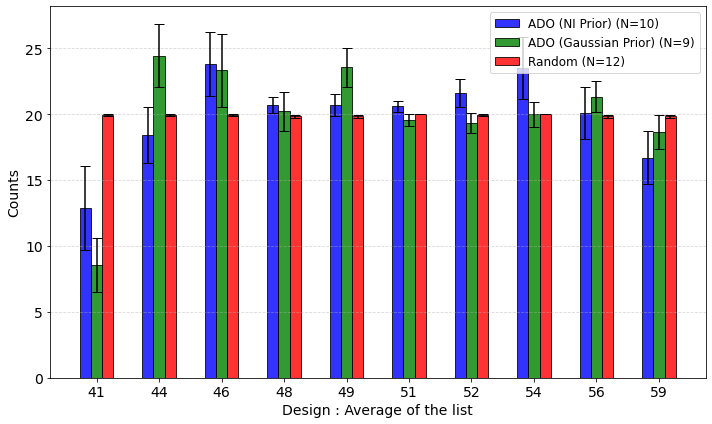 ADO (NI Prior) (N=10)
ADO (Gaussian Prior) (N=9)
Random (N=12)
Counts
25
20
15
10
5
0
41 44 46 48 49 51 52 54 56 59
Design : Average of the list